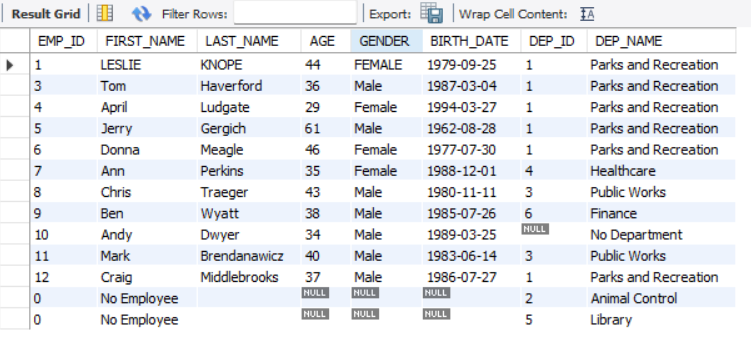 Result Grid Filter Rows: Export: Wrap Cell Content: IA
EMP_ID FIRST_NAME LAST_NAME AGE GENDER BIRTH_DATE DEP_ID DEP_NAME
1 LESLIE KNOPE 44 FEMALE 1979-09-25 1 Parks and Recreation
3 Tom Haverford 36 Male 1987-03-04 1 Parks and Recreation
4 April Ludgate 29 Female 1994-03-27 1 Parks and Recreation
5 Jerry Gergich 61 Male 1962-08-28 1 Parks and Recreation
6 Donna Meagle 46 Female 1977-07-30 1 Parks and Recreation
7 Ann Perkins 35 Female 1988-12-01 4 Healthcare
8 Chris Traeger 43 Male 1980-11-11 3 Public Works
9 Ben Wyatt 38 Male 1985-07-26 6 Finance
10 Andy Dwyer 34 Male 1989-03-25 NULL No Department
11 Mark Brendanawicz 40 Male 1983-06-14 3 Public Works
12 Craig Middlebrooks 37 Male 1986-07-27 1 Parks and Recreation
0 No Employee NULL NULL NULL 2 Animal Control
0 No Employee NULL NULL NULL 5 Library